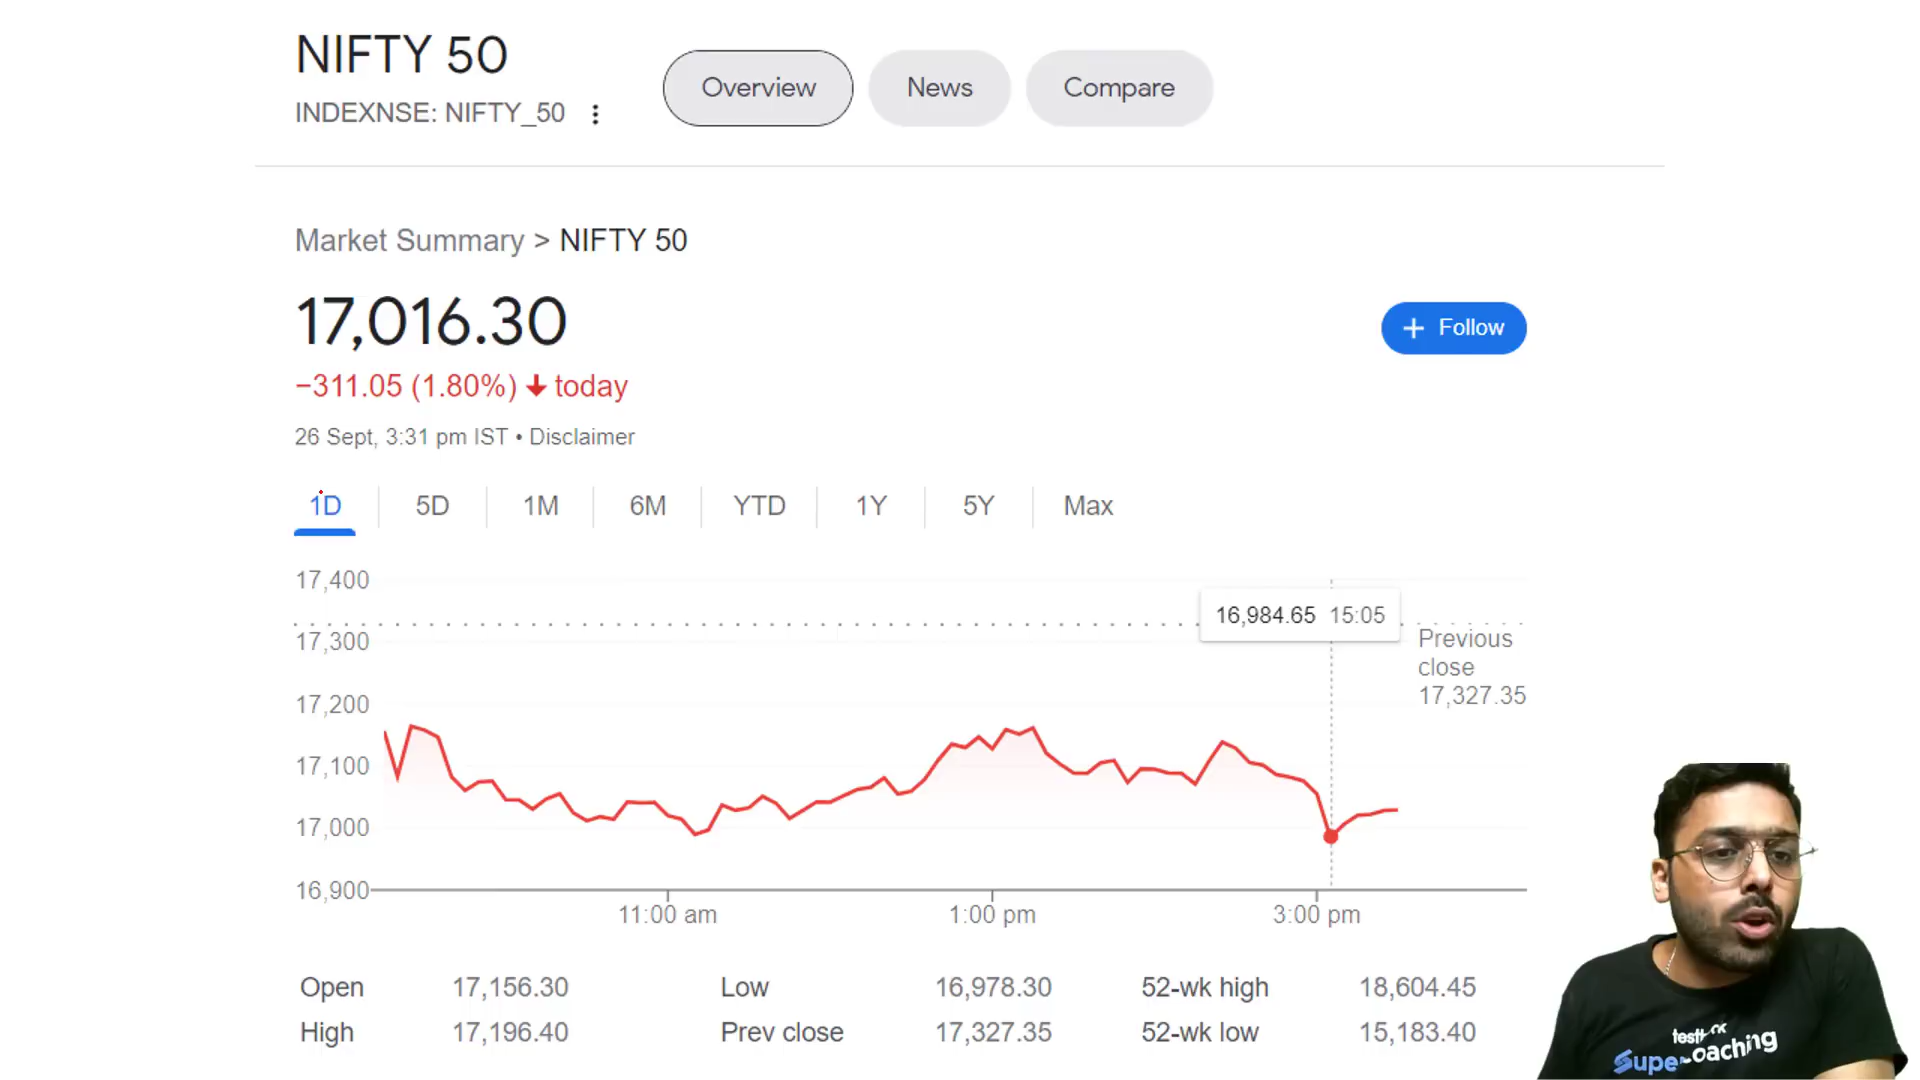 NIFTY 50
INDEXNSE: NIFTY_50
Overview
News
Compare
Market Summary > NIFTY 50
17,016.30
−311.05 (1.80%) ↓ today
+ Follow
26 Sept, 3:31 pm IST • Disclaimer
1D 5D 1M 6M YTD 1Y 5Y Max
17,400
16,984.65 15:05
17,300
Previous
close
17,327.35
17,200
17,100
17,000
16,900
11:00 am 1:00 pm 3:00 pm
Open 17,156.30 Low 16,978.30 52-wk high 18,604.45
High 17,196.40 Prev close 17,327.35 52-wk low 15,183.40